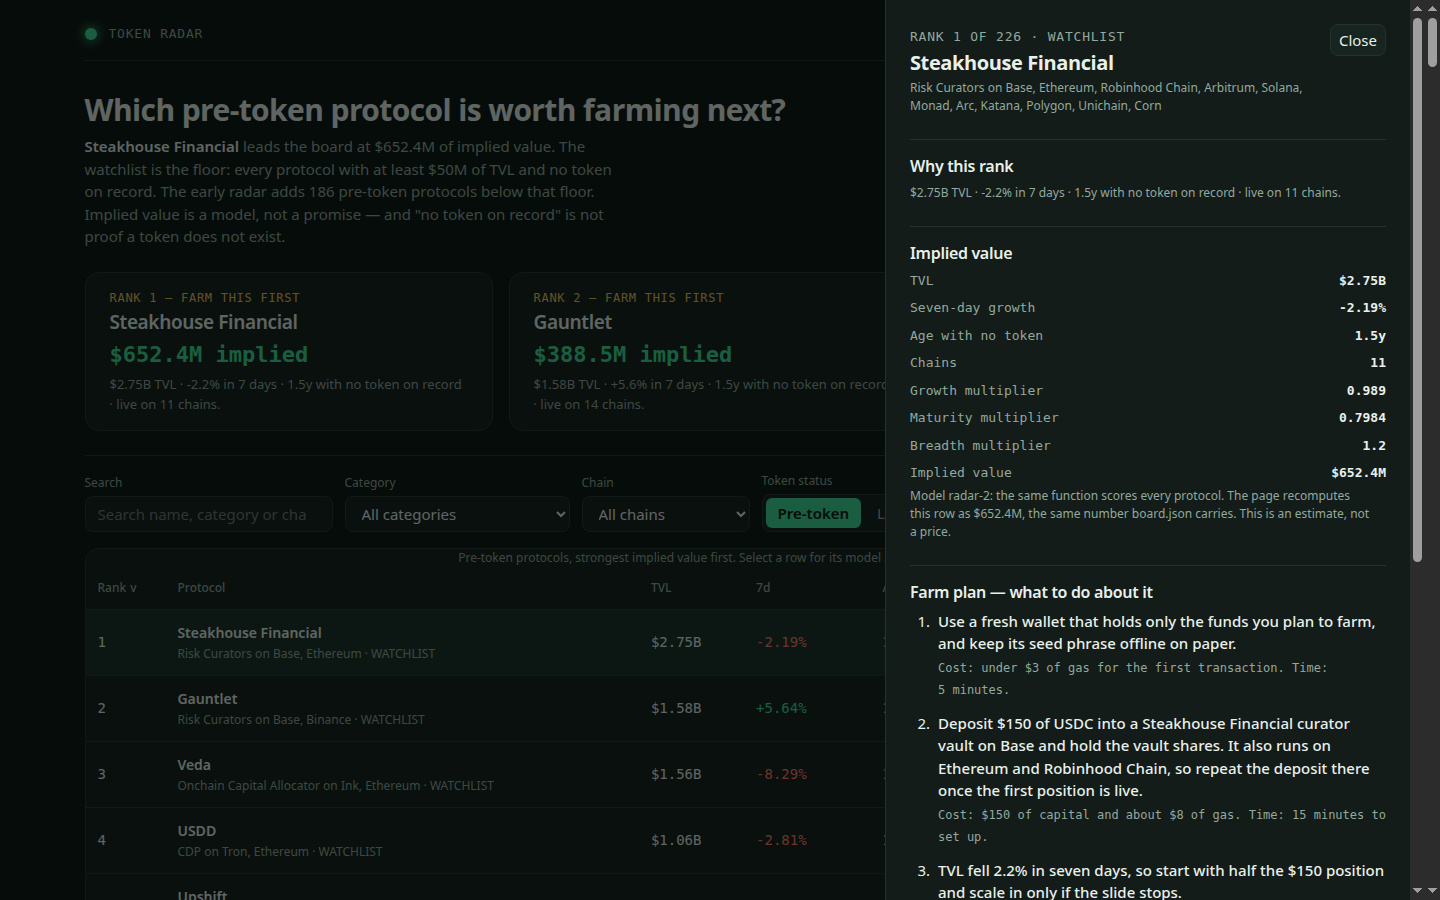 TOKEN RADAR
Which pre-token protocol is worth farming next?
Steakhouse Financial leads the board at $652.4M of implied value. The
watchlist is the floor: every protocol with at least $50M of TVL and no token
on record. The early radar adds 186 pre-token protocols below that floor.
Implied value is a model, not a promise — and "no token on record" is not
proof a token does not exist.
RANK 1 — FARM THIS FIRST
Steakhouse Financial
$652.4M implied
$2.75B TVL · -2.2% in 7 days · 1.5y with no token on record
· live on 11 chains.
RANK 2 — FARM THIS FIRST
Gauntlet
$388.5M implied
$1.58B TVL · +5.6% in 7 days · 1.5y with no token on record
· live on 14 chains.
Search
Search name, category or cha
Category
All categories
Chain
All chains
Token status
Pre-token
L
Pre-token protocols, strongest implied value first. Select a row for its model
Rank v Protocol TVL 7d
1 Steakhouse Financial $2.75B -2.19%
Risk Curators on Base, Ethereum · WATCHLIST
2 Gauntlet $1.58B +5.64%
Risk Curators on Base, Binance · WATCHLIST
3 Veda $1.56B -8.29%
Onchain Capital Allocator on Ink, Ethereum · WATCHLIST
4 USDD $1.06B -2.81%
CDP on Tron, Ethereum · WATCHLIST
Upshift
RANK 1 OF 226 · WATCHLIST
Close
Steakhouse Financial
Risk Curators on Base, Ethereum, Robinhood Chain, Arbitrum, Solana,
Monad, Arc, Katana, Polygon, Unichain, Corn
Why this rank
$2.75B TVL · -2.2% in 7 days · 1.5y with no token on record · live on 11 chains.
Implied value
TVL $2.75B
Seven-day growth -2.19%
Age with no token 1.5y
Chains 11
Growth multiplier 0.989
Maturity multiplier 0.7984
Breadth multiplier 1.2
Implied value $652.4M
Model radar-2: the same function scores every protocol. The page recomputes
this row as $652.4M, the same number board.json carries. This is an estimate, not
a price.
Farm plan — what to do about it
1. Use a fresh wallet that holds only the funds you plan to farm,
and keep its seed phrase offline on paper.
Cost: under $3 of gas for the first transaction. Time:
5 minutes.
2. Deposit $150 of USDC into a Steakhouse Financial curator
vault on Base and hold the vault shares. It also runs on
Ethereum and Robinhood Chain, so repeat the deposit there
once the first position is live.
Cost: $150 of capital and about $8 of gas. Time: 15 minutes to
set up.
3. TVL fell 2.2% in seven days, so start with half the $150 position
and scale in only if the slide stops.